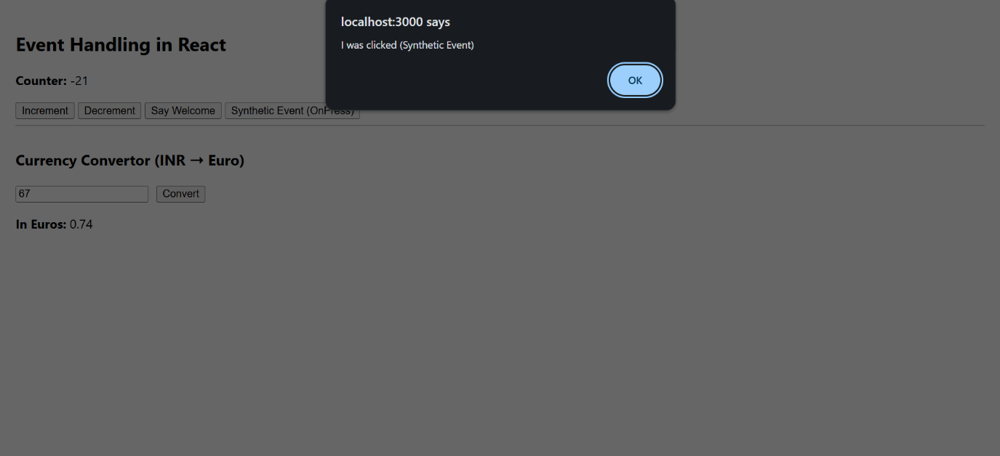 localhost:3000 says
I was clicked (Synthetic Event)
OK
Event Handling in React
Counter: -21
Increment Decrement Say Welcome Synthetic Event (OnPress)
Currency Convertor (INR → Euro)
67 Convert
In Euros: 0.74